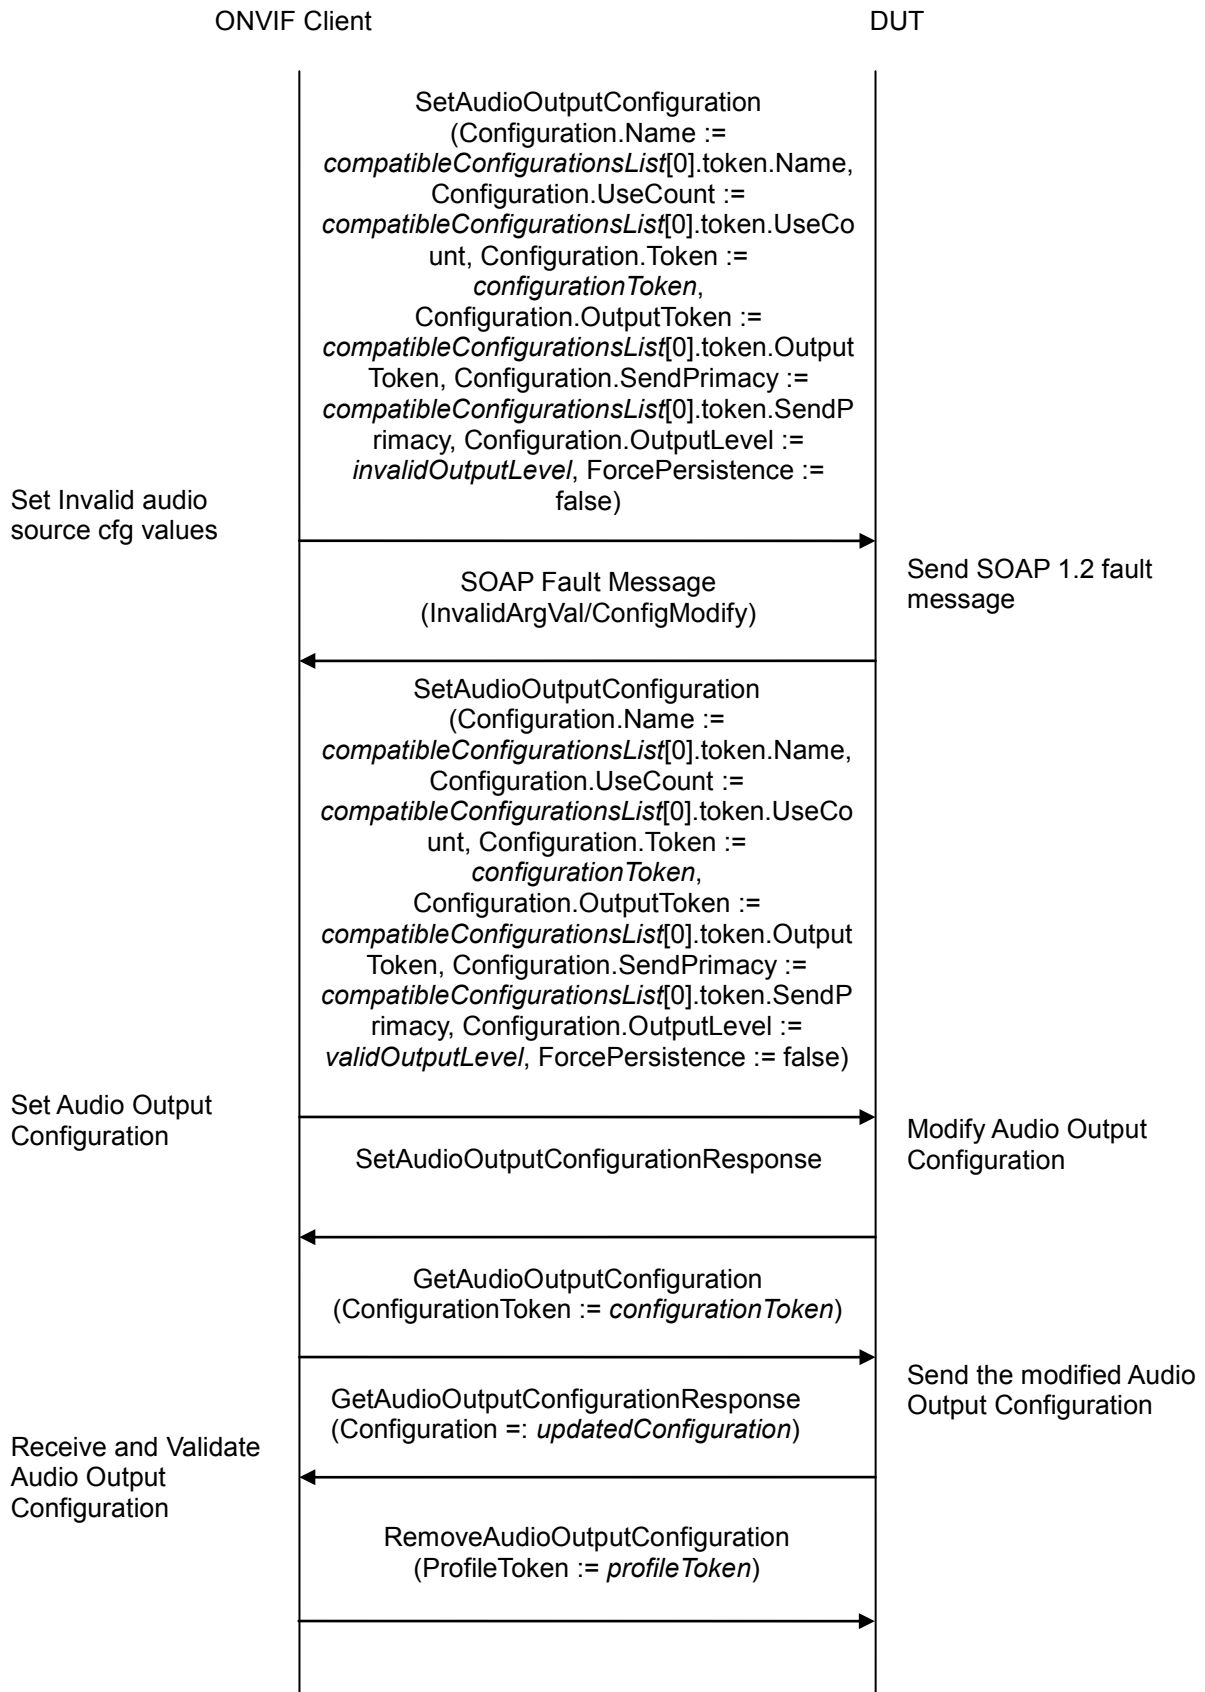 ONVIF Client
DUT
SetAudioOutputConfiguration
(Configuration.Name :=
compatibleConfigurationsList[0].token.Name,
Configuration.UseCount :=
compatibleConfigurationsList[0].token.UseCo
unt, Configuration.Token :=
configurationToken,
Configuration.OutputToken :=
compatibleConfigurationsList[0].token.Output
Token, Configuration.SendPrimacy :=
compatibleConfigurationsList[0].token.SendP
rimacy, Configuration.OutputLevel :=
invalidOutputLevel, ForcePersistence :=
false)
Set Invalid audio
source cfg values
Send SOAP 1.2 fault
message
SOAP Fault Message
(InvalidArgVal/ConfigModify)
SetAudioOutputConfiguration
(Configuration.Name :=
compatibleConfigurationsList[0].token.Name,
Configuration.UseCount :=
compatibleConfigurationsList[0].token.UseCo
unt, Configuration.Token :=
configurationToken,
Configuration.OutputToken :=
compatibleConfigurationsList[0].token.Output
Token, Configuration.SendPrimacy :=
compatibleConfigurationsList[0].token.SendP
rimacy, Configuration.OutputLevel :=
validOutputLevel, ForcePersistence := false)
Set Audio Output
Configuration
Modify Audio Output
Configuration
SetAudioOutputConfigurationResponse
GetAudioOutputConfiguration
(ConfigurationToken := configurationToken)
Send the modified Audio
Output Configuration
GetAudioOutputConfigurationResponse
(Configuration =: updatedConfiguration)
Receive and Validate
Audio Output
Configuration
RemoveAudioOutputConfiguration
(ProfileToken := profileToken)